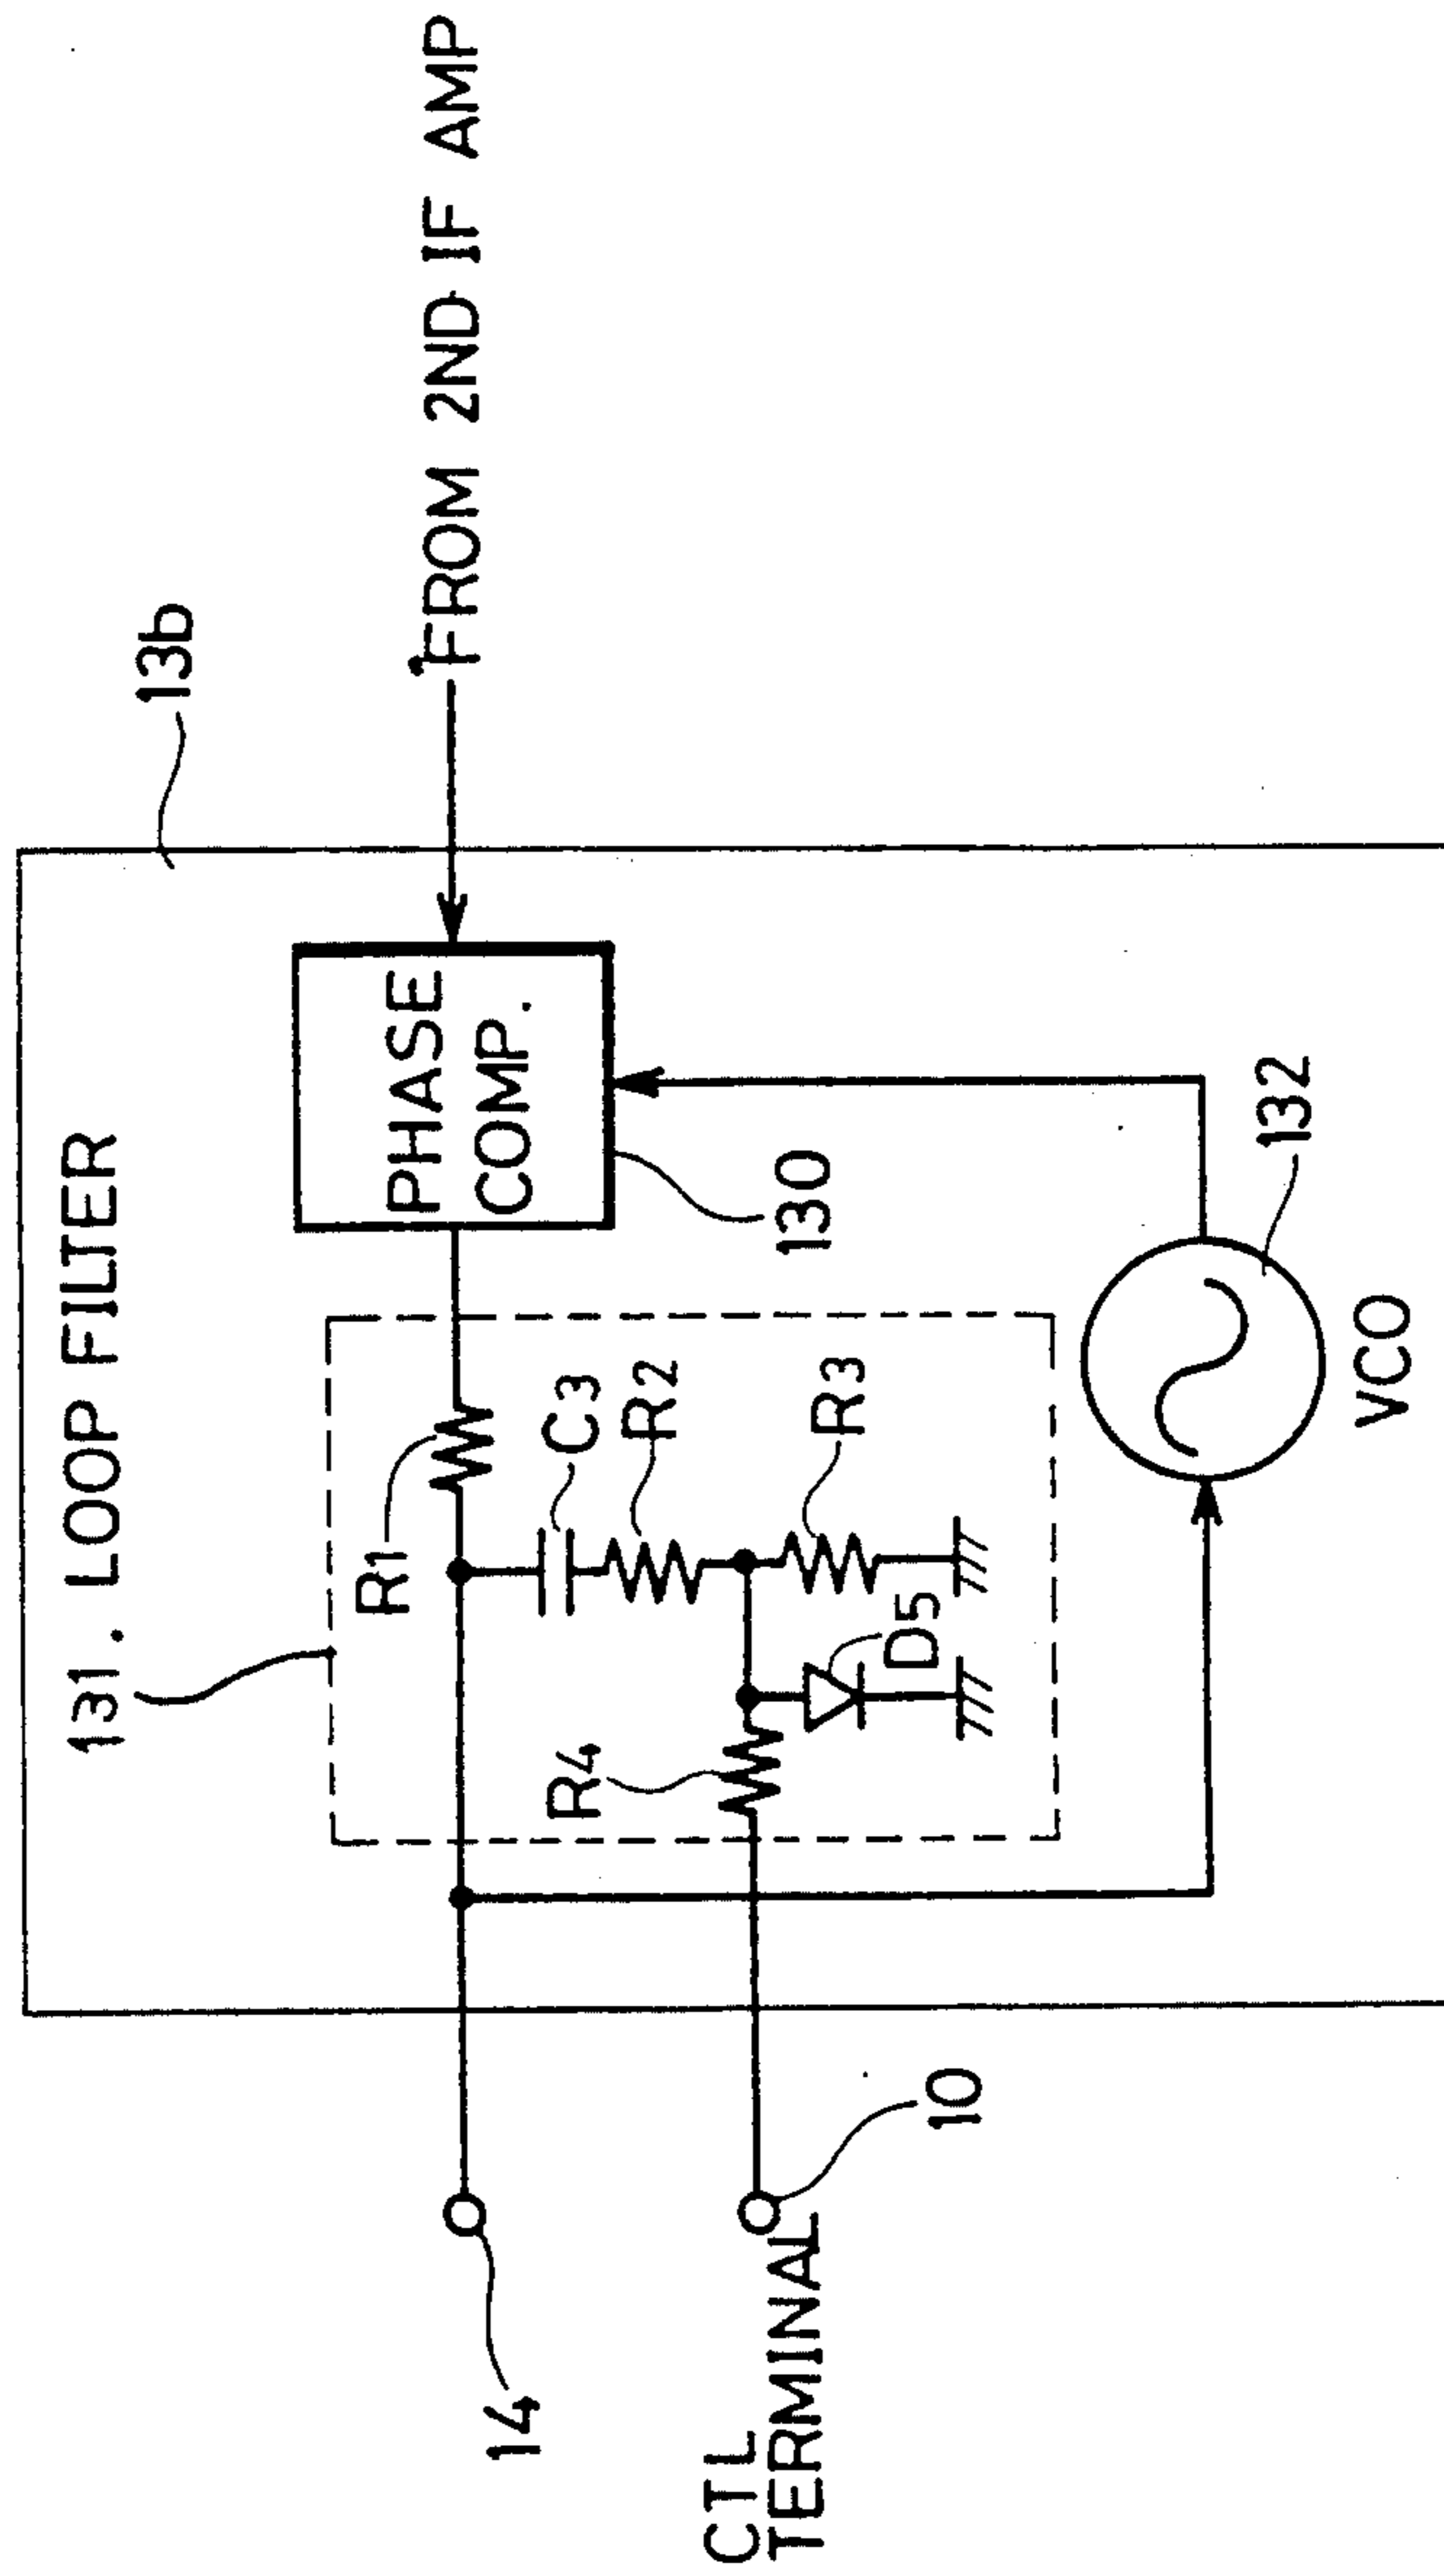 131. LOOP FILTER
13b
R1
PHASE
COMP.
FROM 2ND IF AMP
14
C3
R2
130
R4
R3
D5
CTL
TERMINAL
10
132
VCO